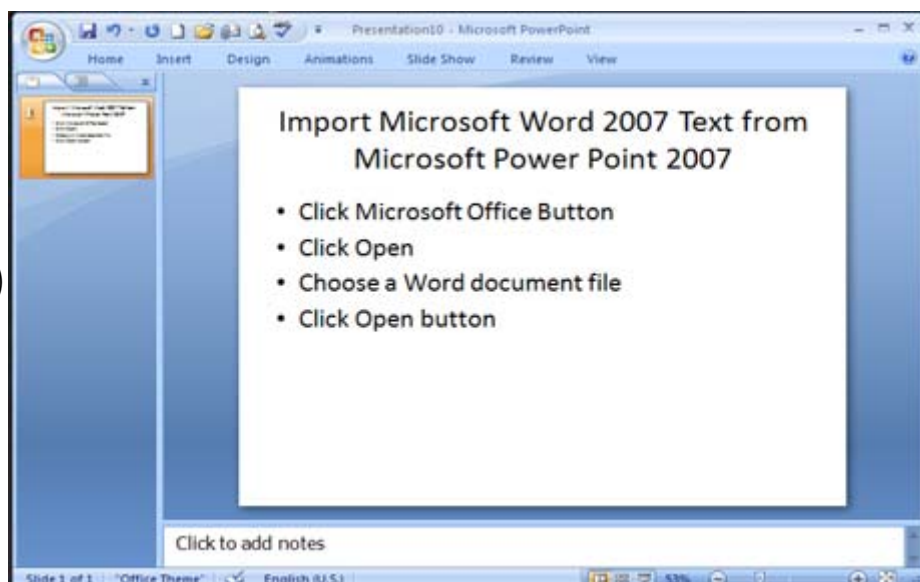 Presentation10 - Microsoft PowerPoint
Home Insert Design Animations Slide Show Review View
1
Import Microsoft Word 2007 Text from
Microsoft Power Point 2007
• Click Microsoft Office Button
• Click Open
• Choose a Word document file
• Click Open button
Click to add notes
Slide 1 of 1 "Office Theme" English (U.S.) 53%